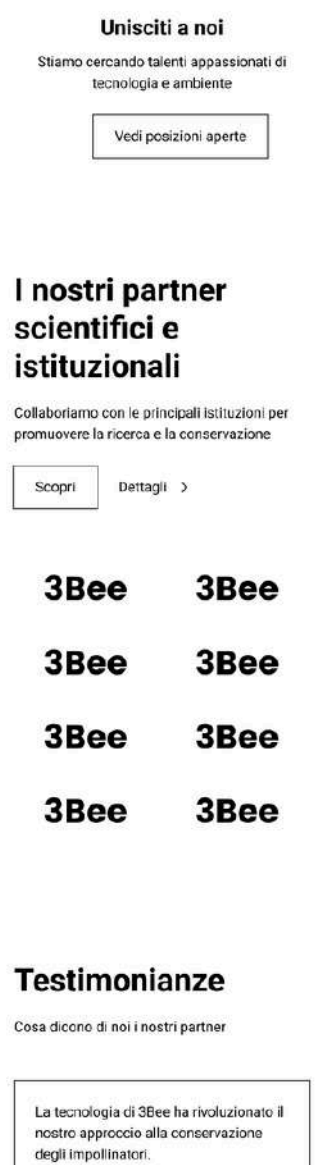 Unisciti a noi
Stiamo cercando talenti appassionati di
tecnologia e ambiente
Vedi posizioni aperte
I nostri partner
scientifici e
istituzionali
Collaboriamo con le principali istituzioni per
promuovere la ricerca e la conservazione
Scopri Dettagli >
3Bee 3Bee
3Bee 3Bee
3Bee 3Bee
3Bee 3Bee
Testimonianze
Cosa dicono di noi i nostri partner
La tecnologia di 3Bee ha rivoluzionato il
nostro approccio alla conservazione
degli impollinatori.